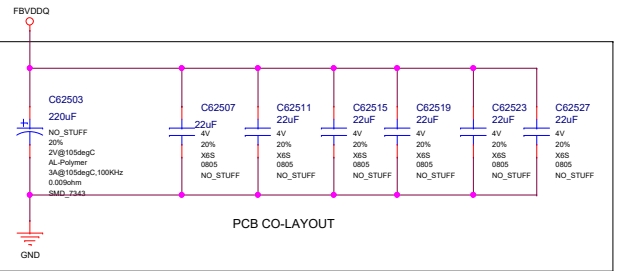 FBVDDQ
C62503
220uF
NO_STUFF
20%
2V@105degC
AL-Polymer
3A@105degC,100KHz
0.009ohm
SMD_7343
C62507
22uF
4V
20%
X6S
0805
NO_STUFF
C62511
22uF
4V
20%
X6S
0805
NO_STUFF
C62515
22uF
4V
20%
X6S
0805
NO_STUFF
C62519
22uF
4V
20%
X6S
0805
NO_STUFF
C62523
22uF
4V
20%
X6S
0805
NO_STUFF
C62527
22uF
4V
20%
X6S
0805
NO_STUFF
PCB CO-LAYOUT
GND